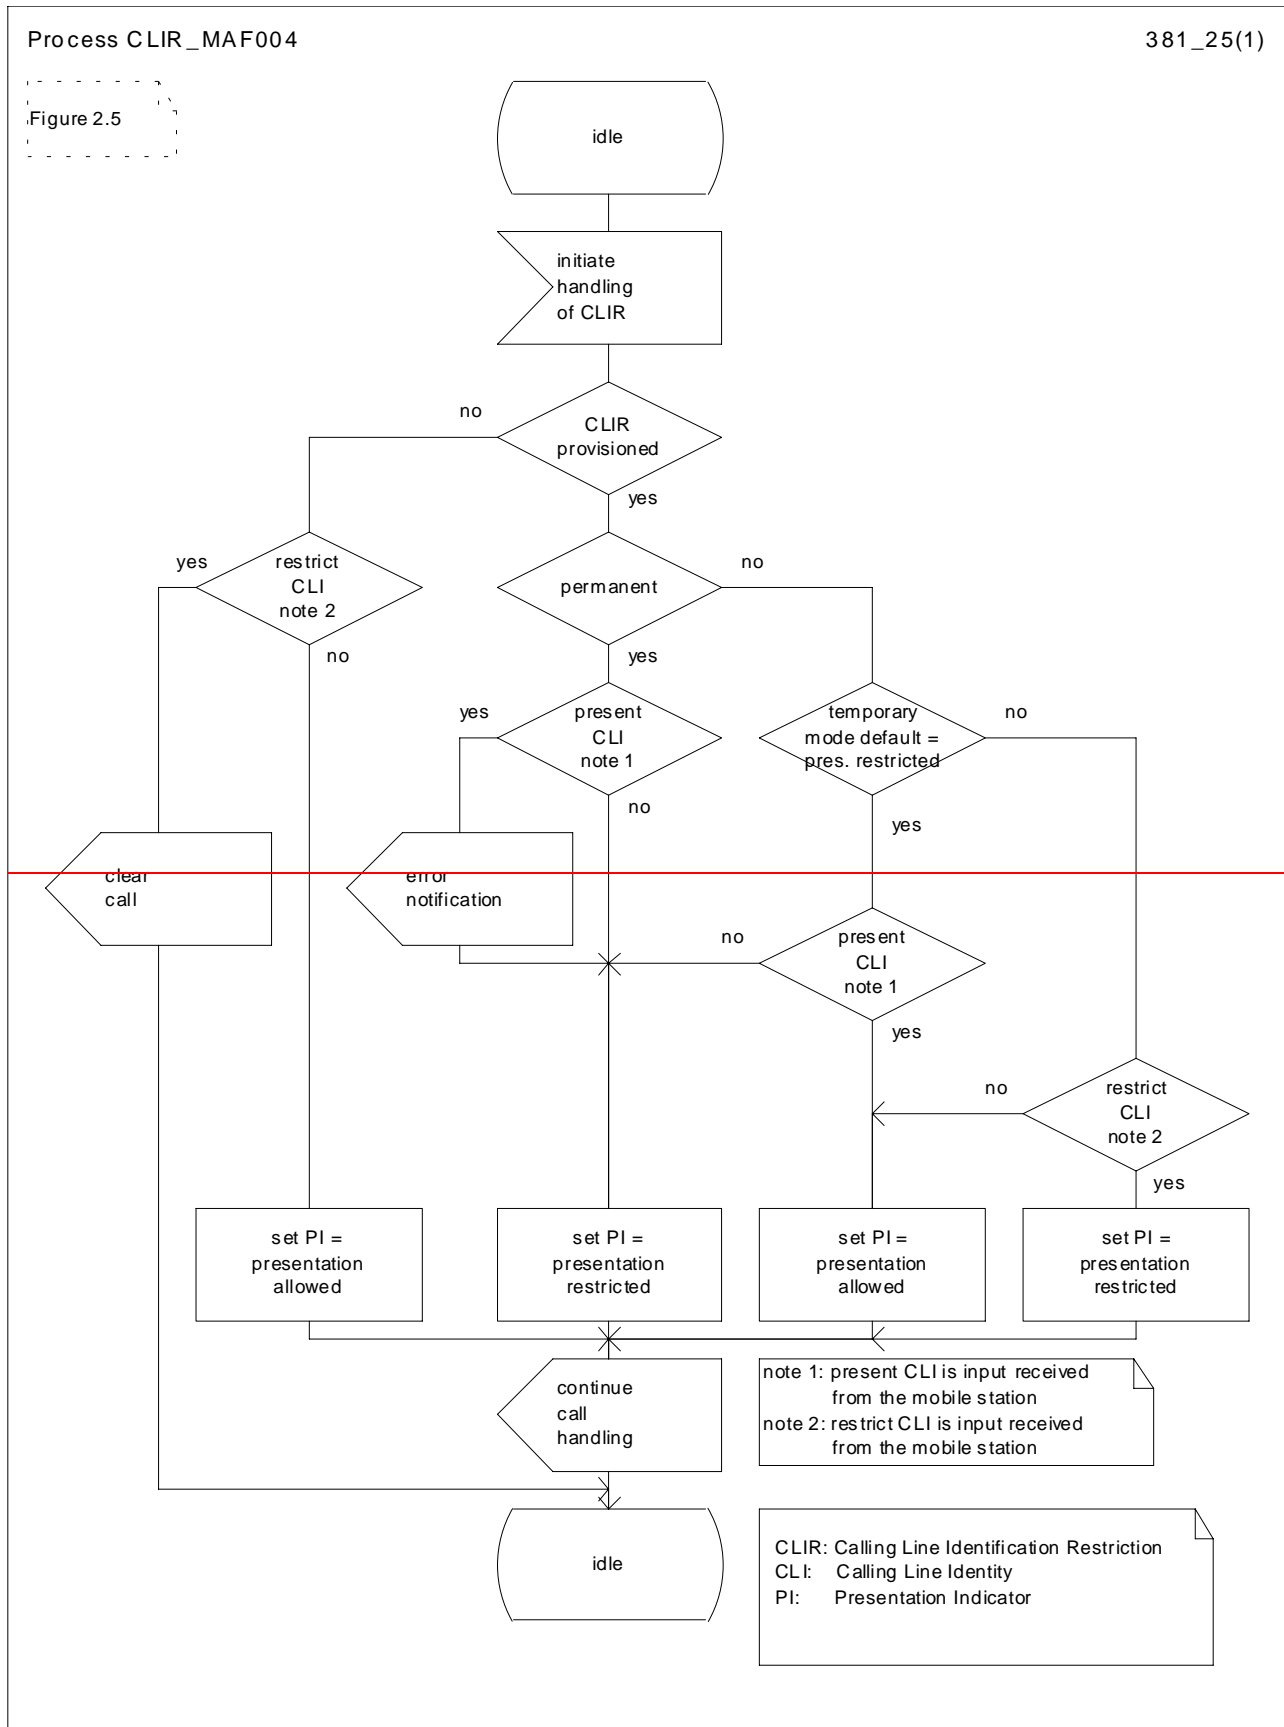 Process CLIR_MAF004
381_25(1)
Figure 2.5
idle
initiate
handling
of CLIR
no
CLIR
provisioned
yes
yes
restrict
CLI
note 2
no
permanent
no
yes
yes
present
CLI
note 1
no
temporary
mode default =
pres. restricted
no
yes
clear
call
error
notification
no
present
CLI
note 1
yes
no
restrict
CLI
note 2
yes
set PI =
presentation
allowed
set PI =
presentation
restricted
set PI =
presentation
allowed
set PI =
presentation
restricted
continue
call
handling
note 1: present CLI is input received
from the mobile station
note 2: restrict CLI is input received
from the mobile station
idle
CLIR: Calling Line Identification Restriction
CLI: Calling Line Identity
PI: Presentation Indicator